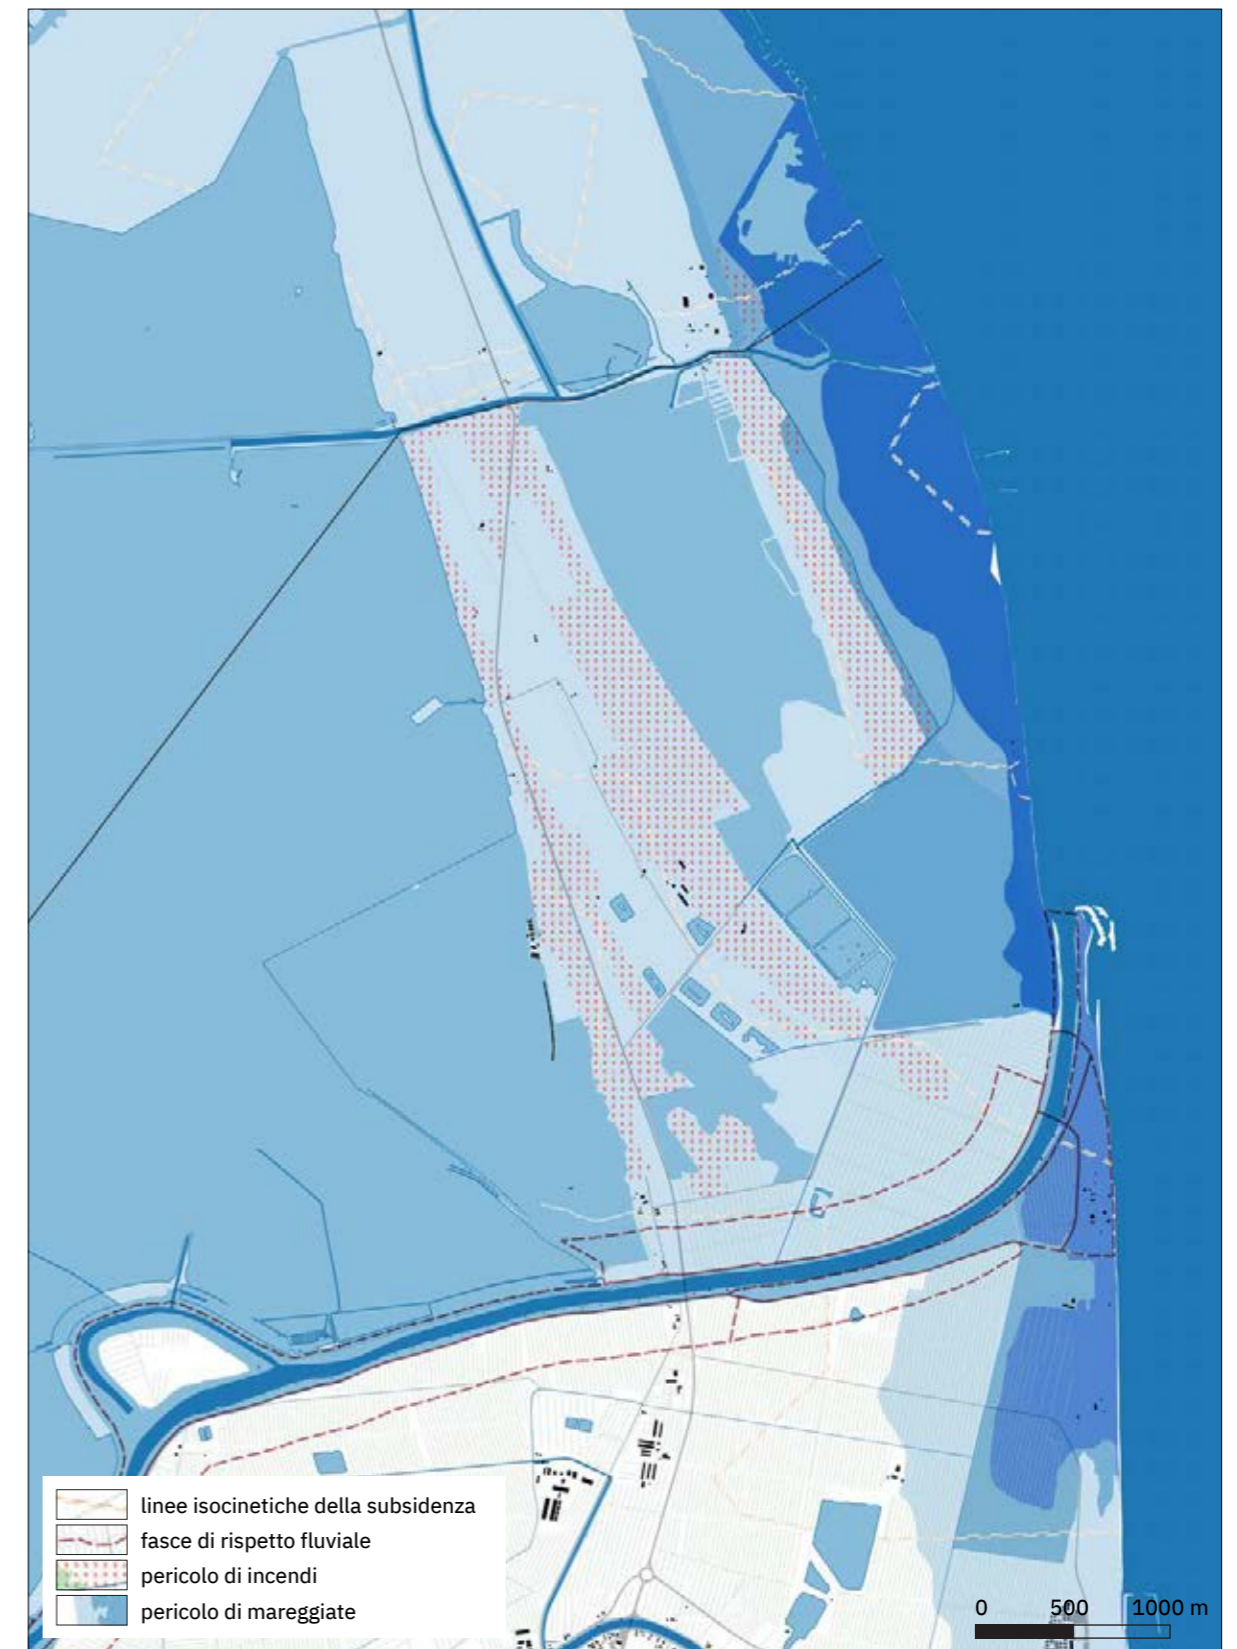 linee isocinetiche della subsidenza
fasce di rispetto fluviale
pericolo di incendi
pericolo di mareggiate
0 500 1000 m